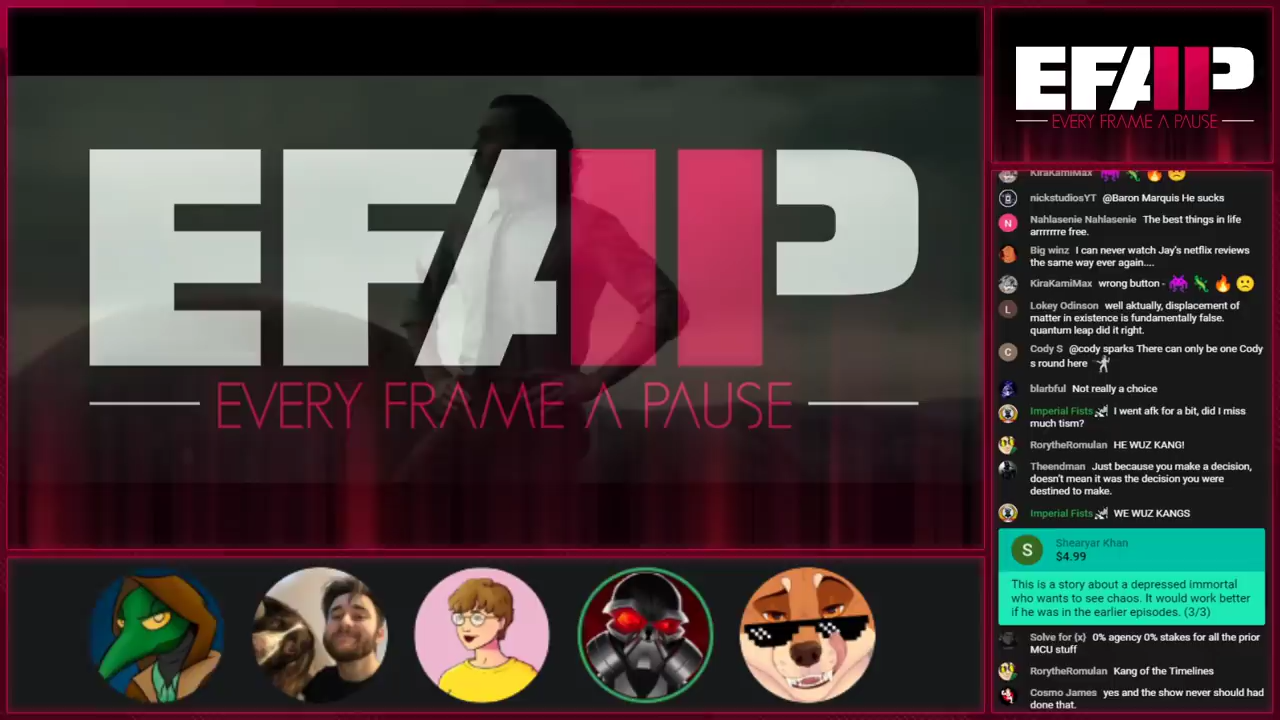 EFAP
EVERY FRAME A PAUSE
EFAP
EVERY FRAME A PAUSE
KiraKamiMax
nickstudiosYT @Baron Marquis He sucks
Nahlasenie Nahlasenie The best things in life
arrrrrrre free.
Big winz I can never watch Jay's netflix reviews
the same way ever again....
KiraKamiMax wrong button - 👾 🦎 🔥 🙁
Lokey Odinson well aktually, displacement of
matter in existence is fundamentally false.
quantum leap did it right.
Cody S @cody sparks There can only be one Cody
s round here
blarbful Not really a choice
Imperial Fists I went afk for a bit, did I miss
much tism?
RorytheRomulan HE WUZ KANG!
Theendman Just because you make a decision,
doesn't mean it was the decision you were
destined to make.
Imperial Fists WE WUZ KANGS
S
Shearyar Khan
$4.99
This is a story about a depressed immortal
who wants to see chaos. It would work better
if he was in the earlier episodes. (3/3)
Solve for {x} 0% agency 0% stakes for all the prior
MCU stuff
RorytheRomulan Kang of the Timelines
Cosmo James yes and the show never should had
done that.